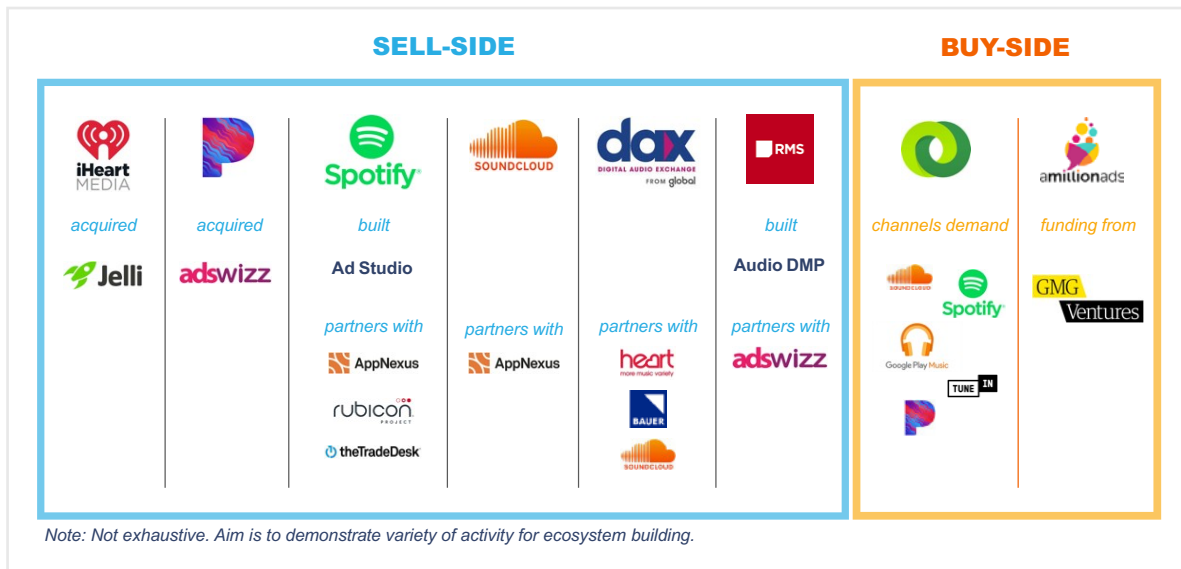 SELL-SIDE
BUY-SIDE
iHeart
MEDIA
acquired
Jelli
acquired
adswizz
Spotify
built
Ad Studio
partners with
AppNexus
rubicon
PROJECT
theTradeDesk
SOUNDCLOUD
partners with
AppNexus
dax
DIGITAL AUDIO EXCHANGE
FROM global
partners with
heart
more music variety
BAUER
SOUNDCLOUD
RMS
built
Audio DMP
partners with
adswizz
channels demand
SOUNDCLOUD
Spotify
Google Play Music
TUNE IN
amillionads
funding from
GMG
Ventures
Note: Not exhaustive. Aim is to demonstrate variety of activity for ecosystem building.